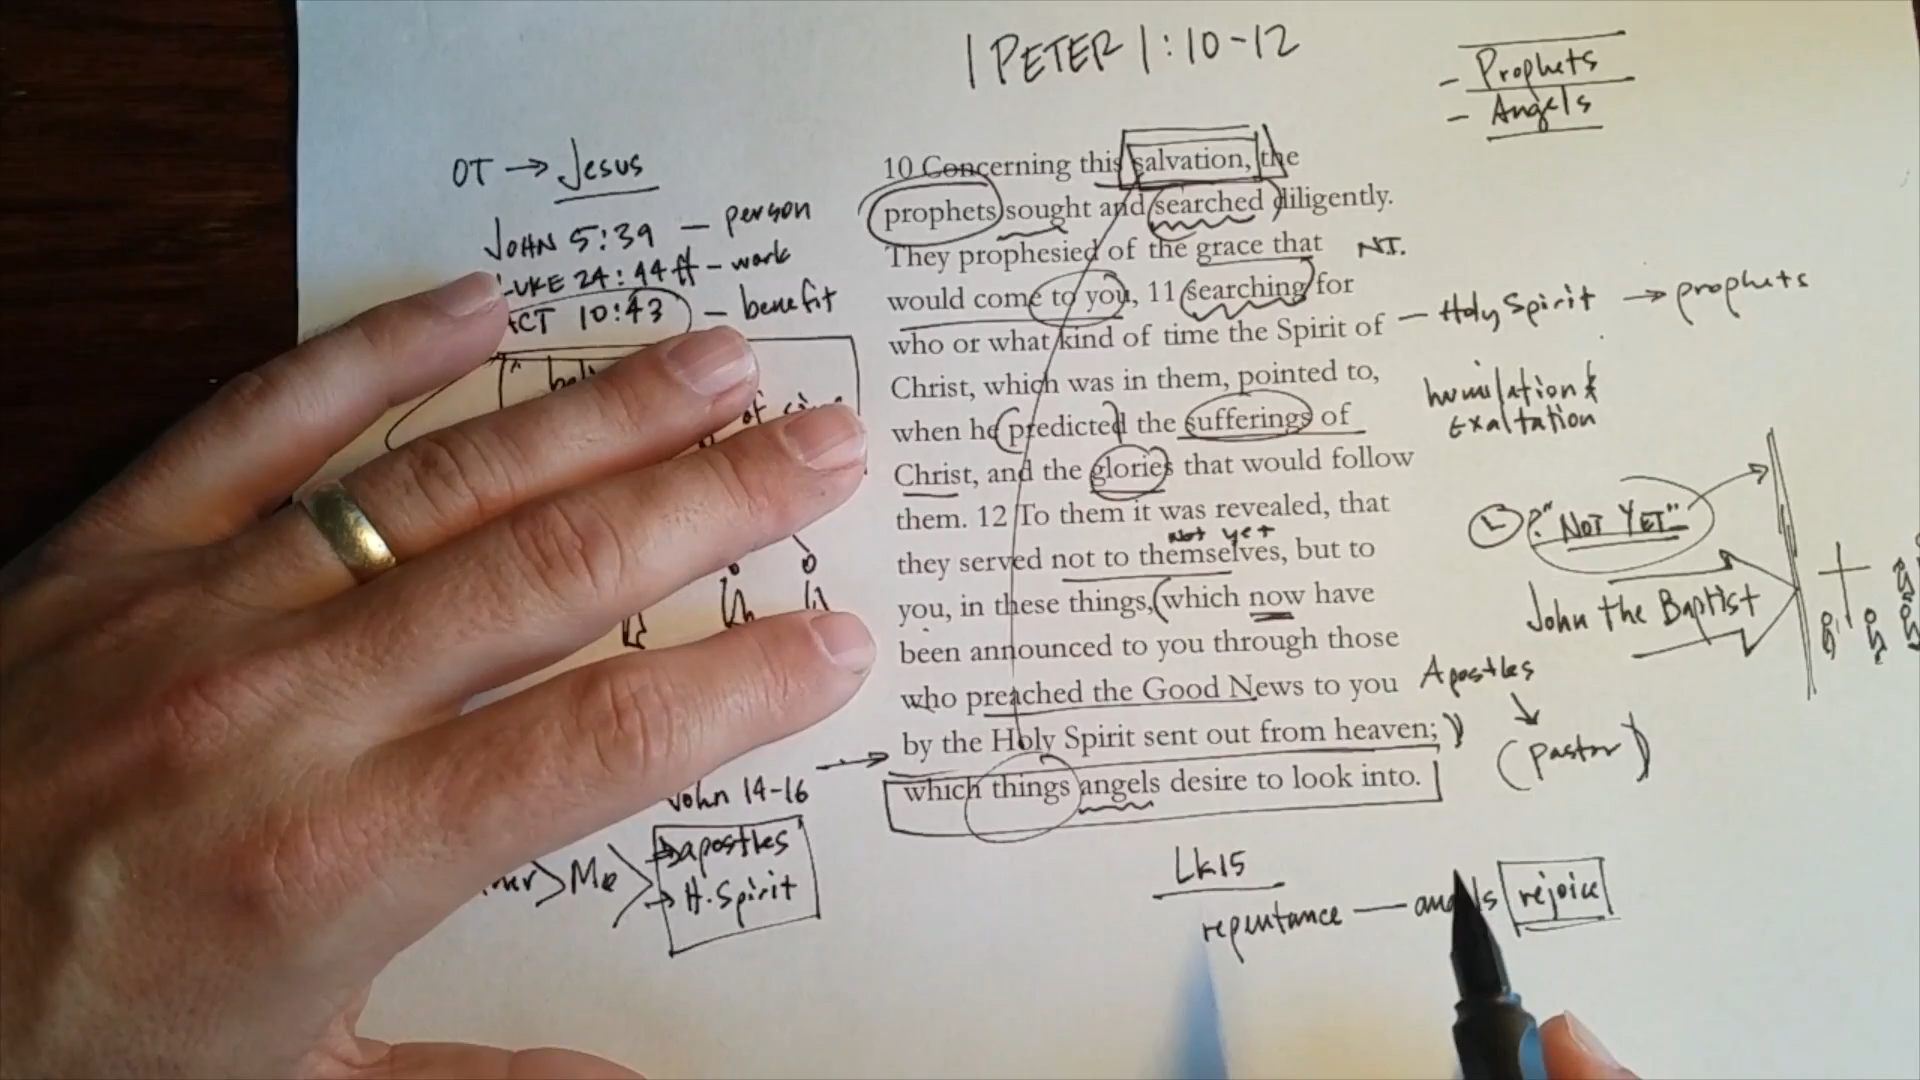 1 PETER 1:10-12
- Prophets
- Angels
OT → Jesus
JOHN 5:39 - person
LUKE 24:44ff - work
ACT 10:43 - benefit
10 Concerning this salvation, the
prophets sought and searched diligently.
They prophesied of the grace that
would come to you, 11 searching for
who or what kind of time the Spirit of
Christ, which was in them, pointed to,
when he predicted the sufferings of
Christ, and the glories that would follow
them. 12 To them it was revealed, that
not yet
they served not to themselves, but to
you, in these things, which now have
been announced to you through those
who preached the Good News to you
by the Holy Spirit sent out from heaven;
which things angels desire to look into.
N.T.
- Holy Spirit → prophets
humilation &
Exaltation
"NOT YET"
John the Baptist
Apostles
(Pastor)
John 14-16
> Me >
→ apostles
→ H. Spirit
Lk15
repentance — angels rejoice